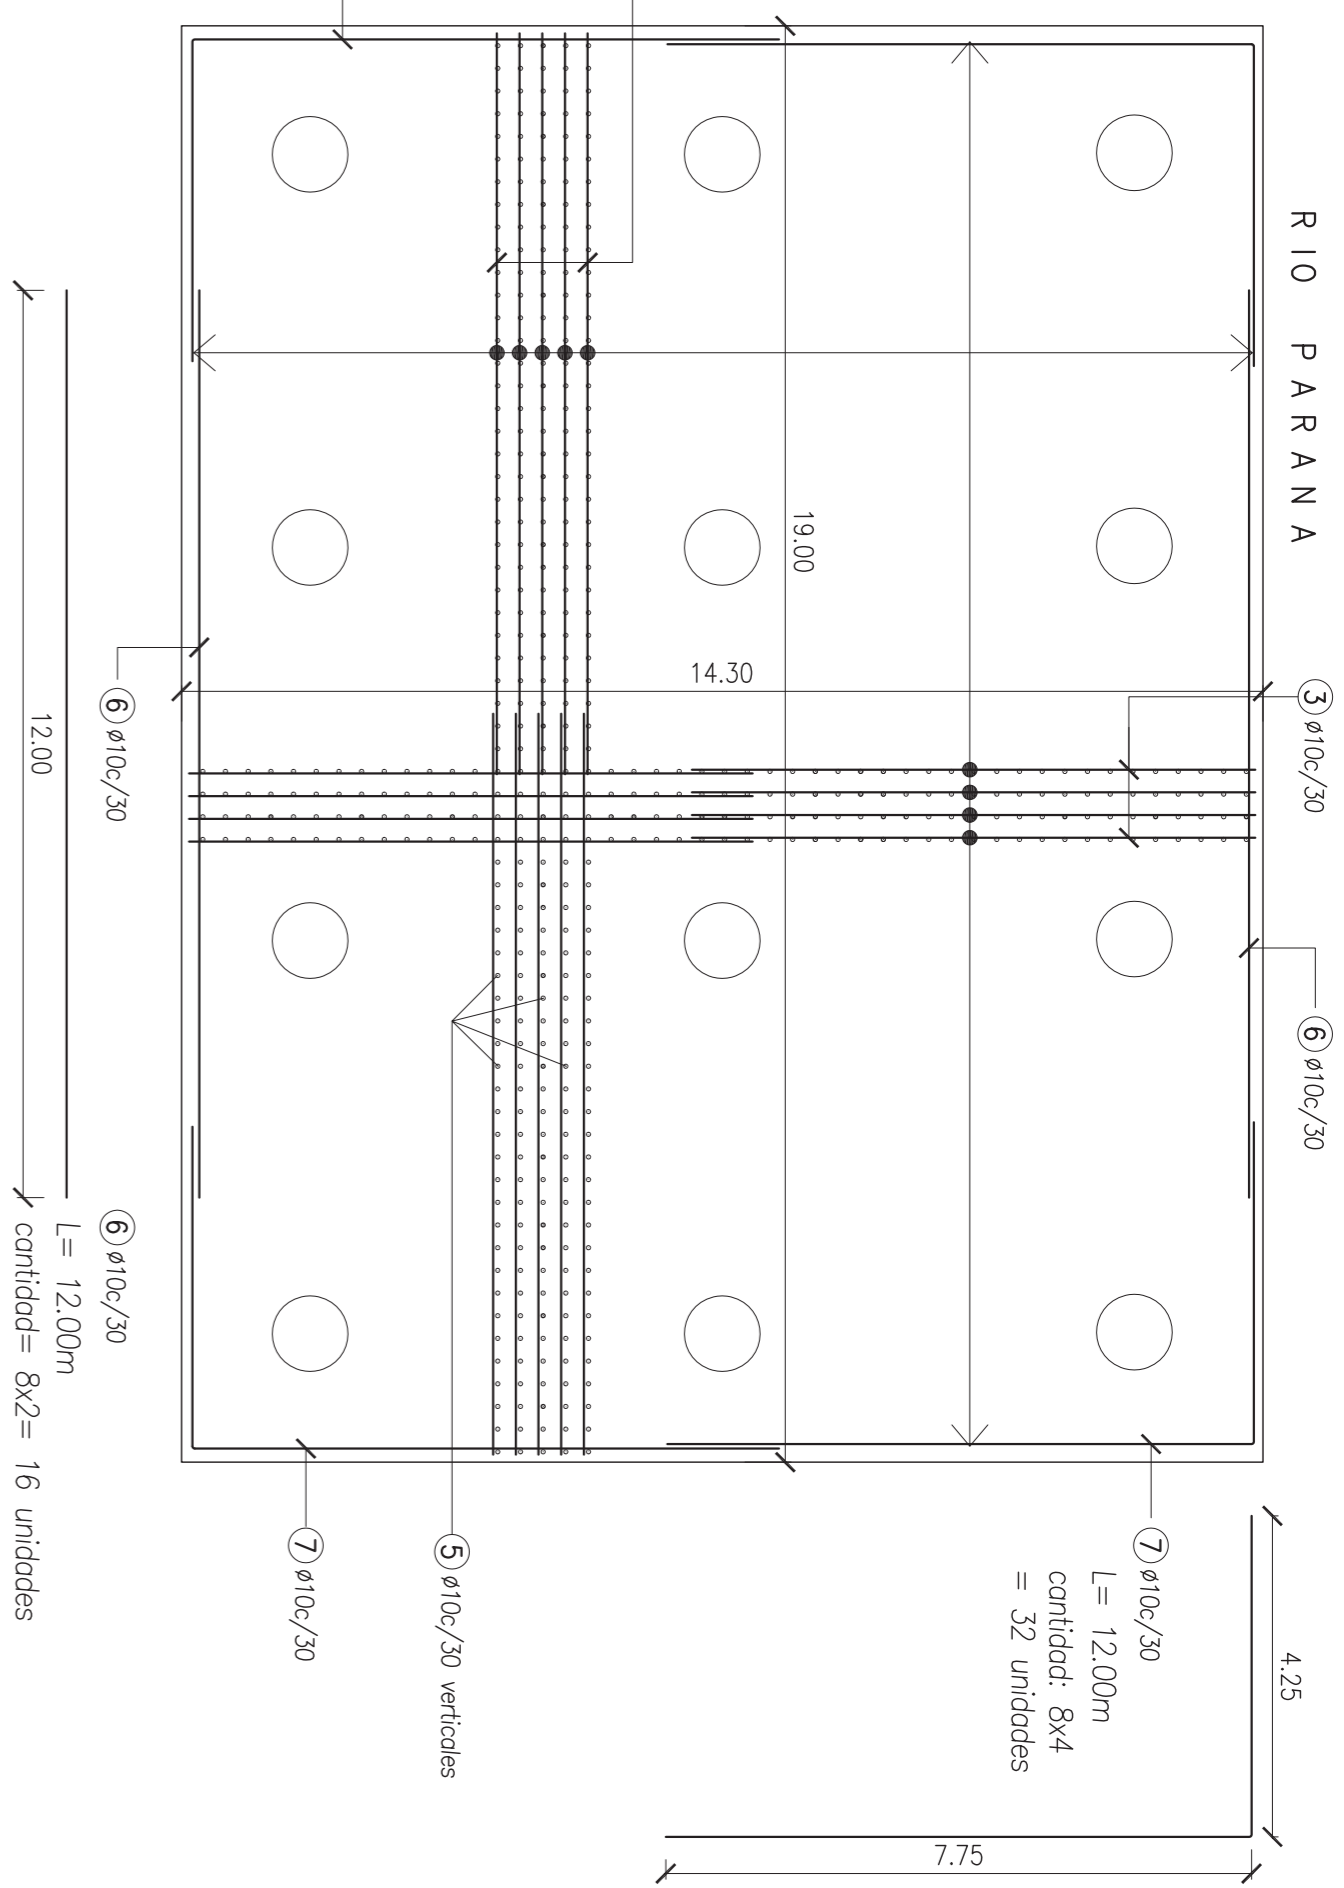 RIO PARANA
③ ø10c/30
⑥ ø10c/30
19.00
14.30
⑥ ø10c/30
12.00
⑥ ø10c/30
L= 12.00m
cantidad= 8x2= 16 unidades
4.25
7.75
⑦ ø10c/30
L= 12.00m
cantidad: 8x4
= 32 unidades
⑤ ø10c/30 verticales
⑦ ø10c/30